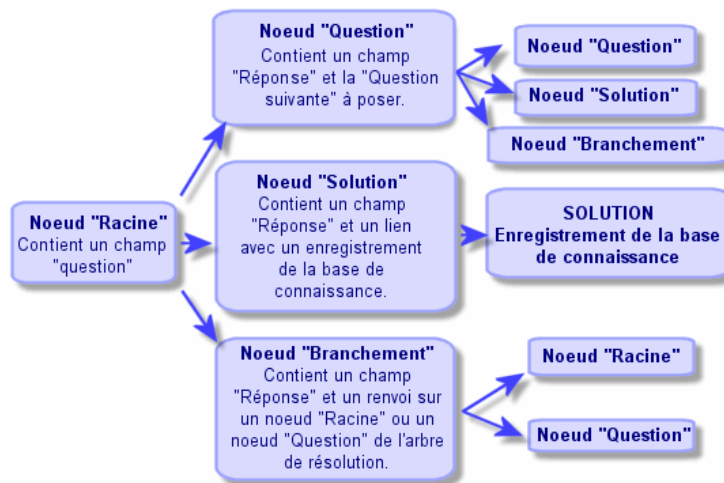 Noeud "Racine"
Contient un champ
"question"
Noeud "Question"
Contient un champ
"Réponse" et la "Question
suivante" à poser.
Noeud "Question"
Noeud "Solution"
Noeud "Branchement"
Noeud "Solution"
Contient un champ
"Réponse" et un lien
avec un enregistrement
de la base de
connaissance.
SOLUTION
Enregistrement de la base
de connaissance
Noeud "Branchement"
Contient un champ
"Réponse" et un renvoi sur
un noeud "Racine" ou un
noeud "Question" de l'arbre
de résolution.
Noeud "Racine"
Noeud "Question"